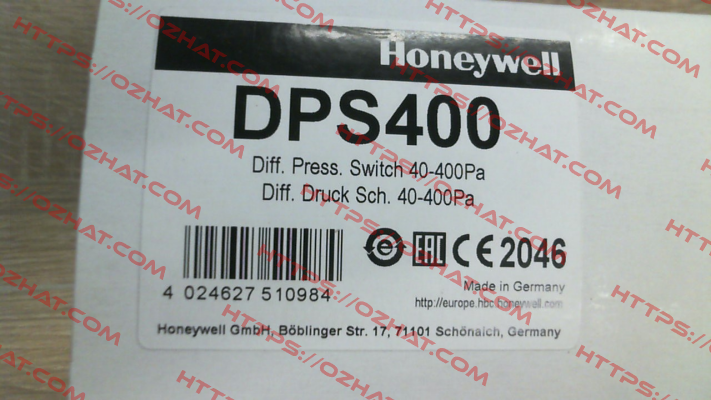 Honeywell
DPS400
Diff. Press. Switch 40-400Pa
Diff. Druck Sch. 40-400Pa
4 024627 510984
EAC CE 2046
Made in Germany
http://europe.hbc.honeywell.com
Honeywell GmbH, Böblinger Str. 17, 71101 Schönaich, Germany
HTTPS://OZHAT.COM